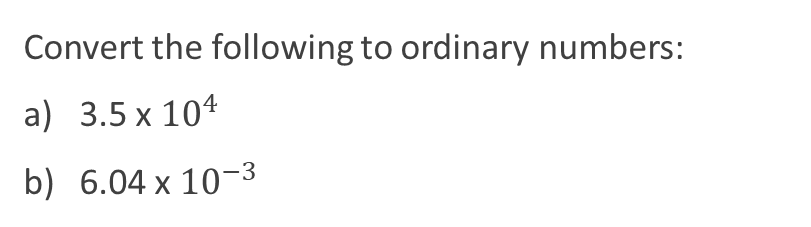 Convert the following to ordinary numbers:
a) 3.5 x 10⁴
b) 6.04 x 10⁻³